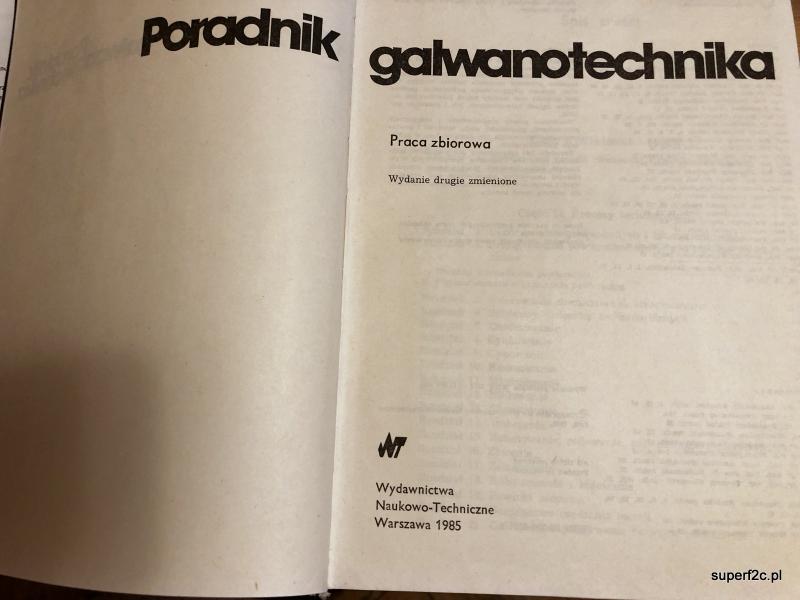 Poradnik galwanotechnika
Praca zbiorowa
Wydanie drugie zmienione
WNT
Wydawnictwa
Naukowo-Techniczne
Warszawa 1985
superf2c.pl